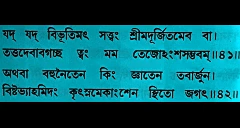 যদ্ যদ্ বিভূতিমৎ সত্ত্বং শ্রীমদূর্জিতমেব বা।
তত্তদেবাবগচ্ছ ত্বং মম তেজোহংশসম্ভবম্॥৪১॥
অথবা বহুনৈতেন কিং জ্ঞাতেন তবার্জুন।
বিষ্টভ্যাহমিদং কৃৎস্নমেকাংশেন স্থিতো জগৎ॥৪২॥